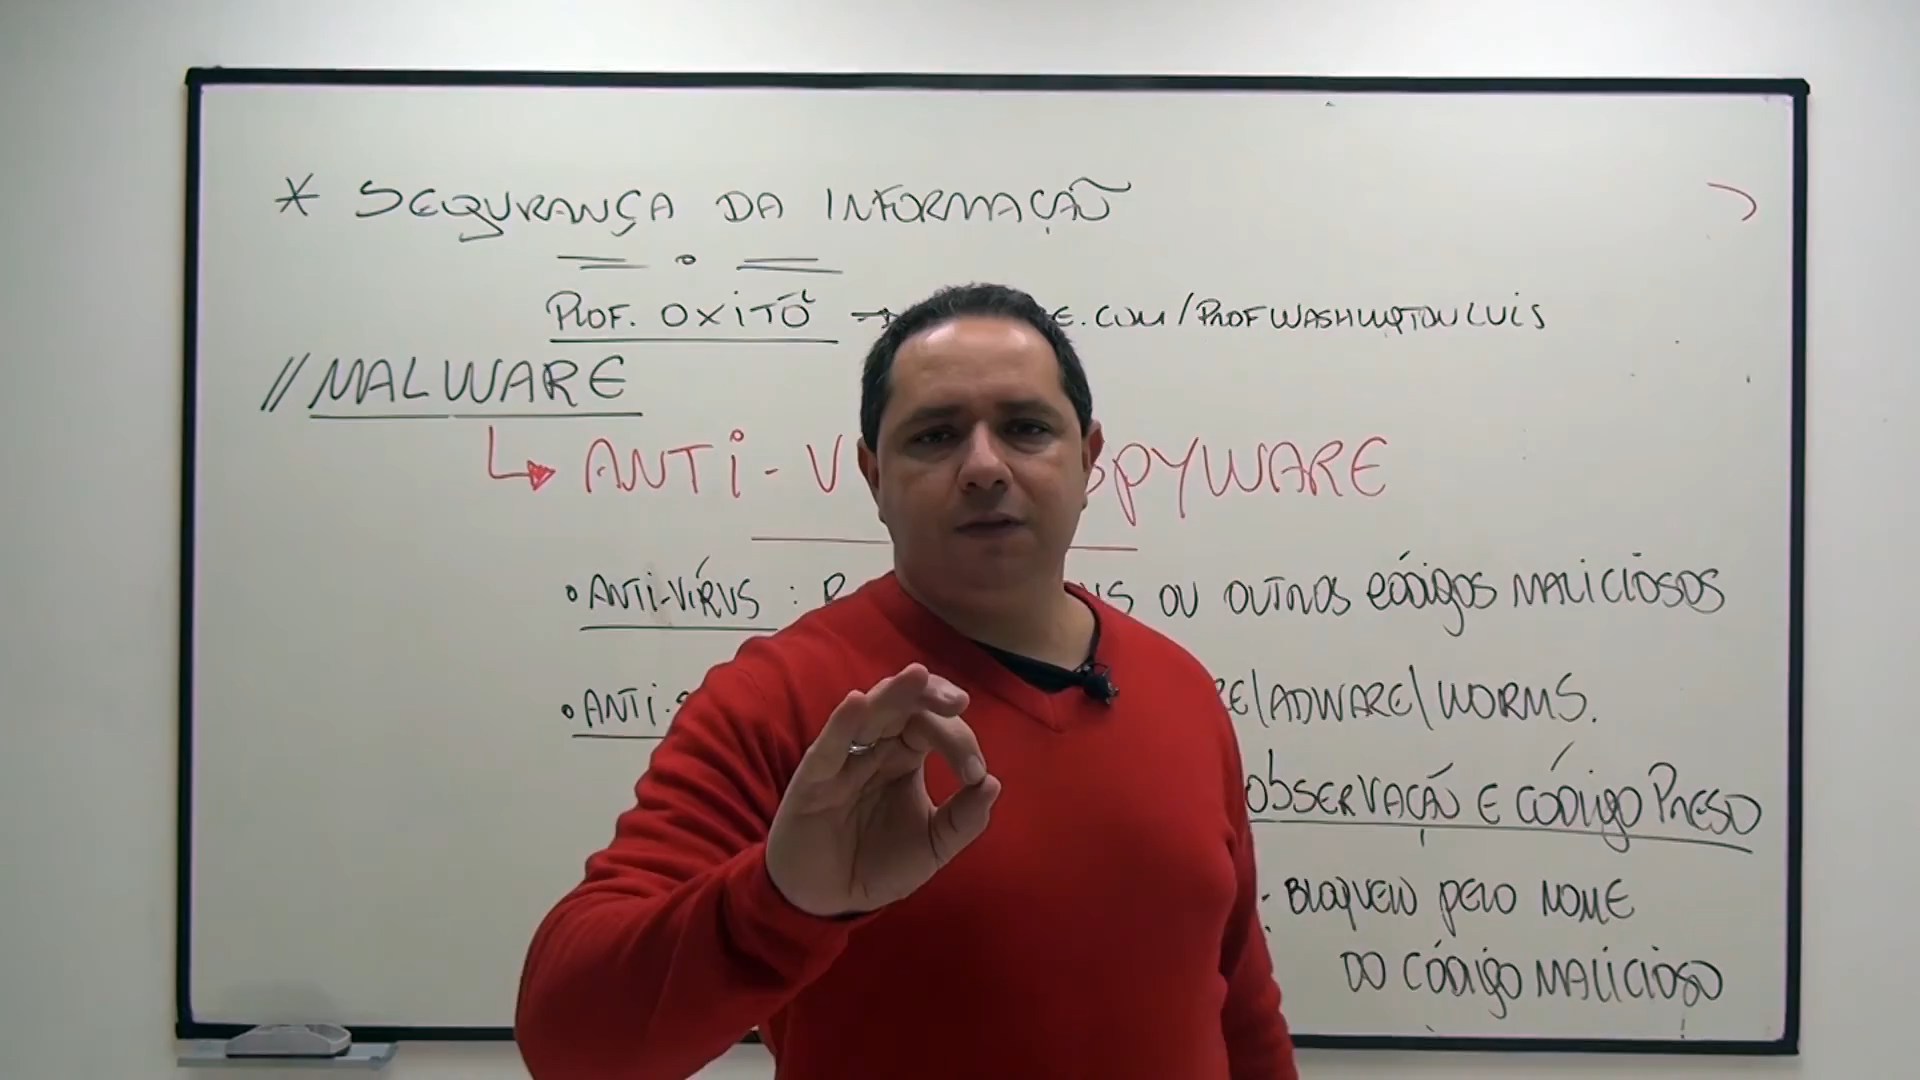 * SEGURANÇA DA INFORMAÇÃO
PROF. OXITÔ → E.COM/PROFWASHINGTONLUIS
// MALWARE
↳ ANTI-V SPYWARE
• ANTI-VÍRUS : R US OU OUTROS CÓDIGOS MALICIOSOS
• ANTI-S RE/ADWARE/WORMS.
OBSERVAÇÃO E CÓDIGO PRESO
- BLOQUEIO PELO NOME
DO CÓDIGO MALICIOSO